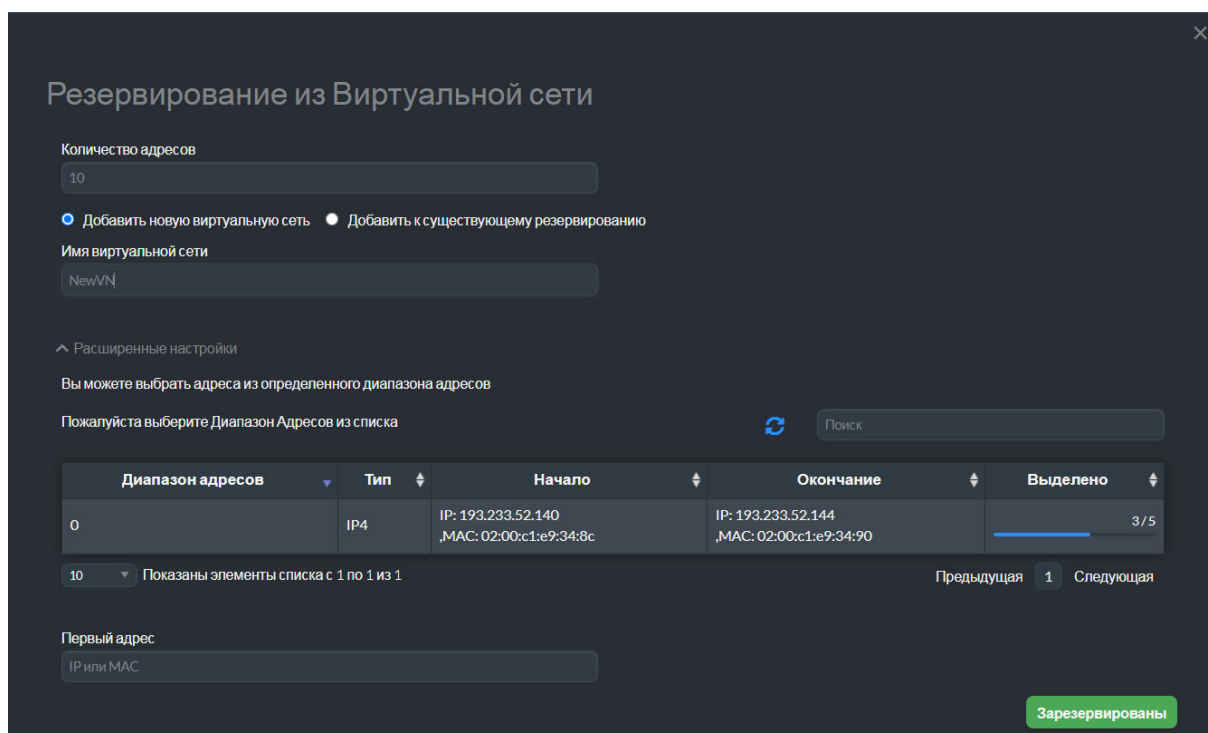 Резервирование из Виртуальной сети
Количество адресов
10
Добавить новую виртуальную сеть Добавить к существующему резервированию
Имя виртуальной сети
NewVN
Расширенные настройки
Вы можете выбрать адреса из определенного диапазона адресов
Пожалуйста выберите Диапазон Адресов из списка Поиск
Диапазон адресов Тип Начало Окончание Выделено
0 IP4 IP: 193.233.52.140 IP: 193.233.52.144 3/5
,MAC: 02:00:c1:e9:34:8c ,MAC: 02:00:c1:e9:34:90
10 Показаны элементы списка с 1 по 1 из 1 Предыдущая 1 Следующая
Первый адрес
IP или MAC
Зарезервированы